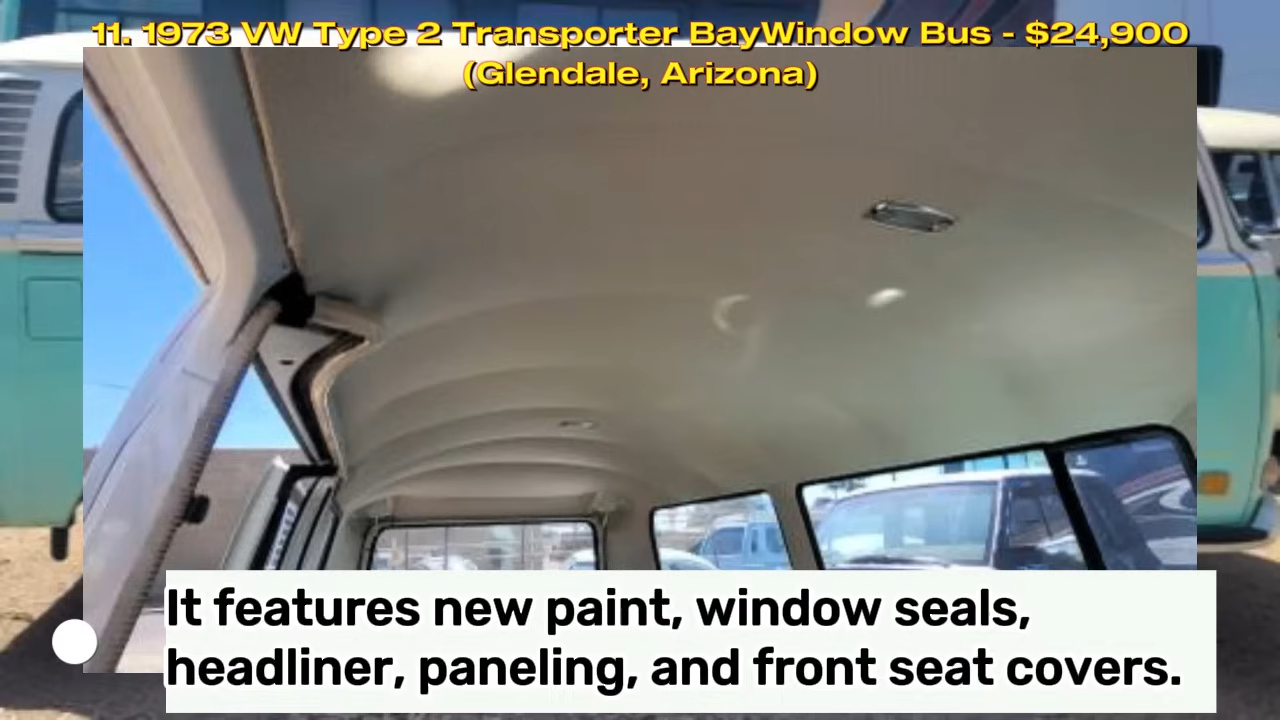 11. 1973 VW Type 2 Transporter BayWindow Bus - $24,900
(Glendale, Arizona)
It features new paint, window seals,
headliner, paneling, and front seat covers.